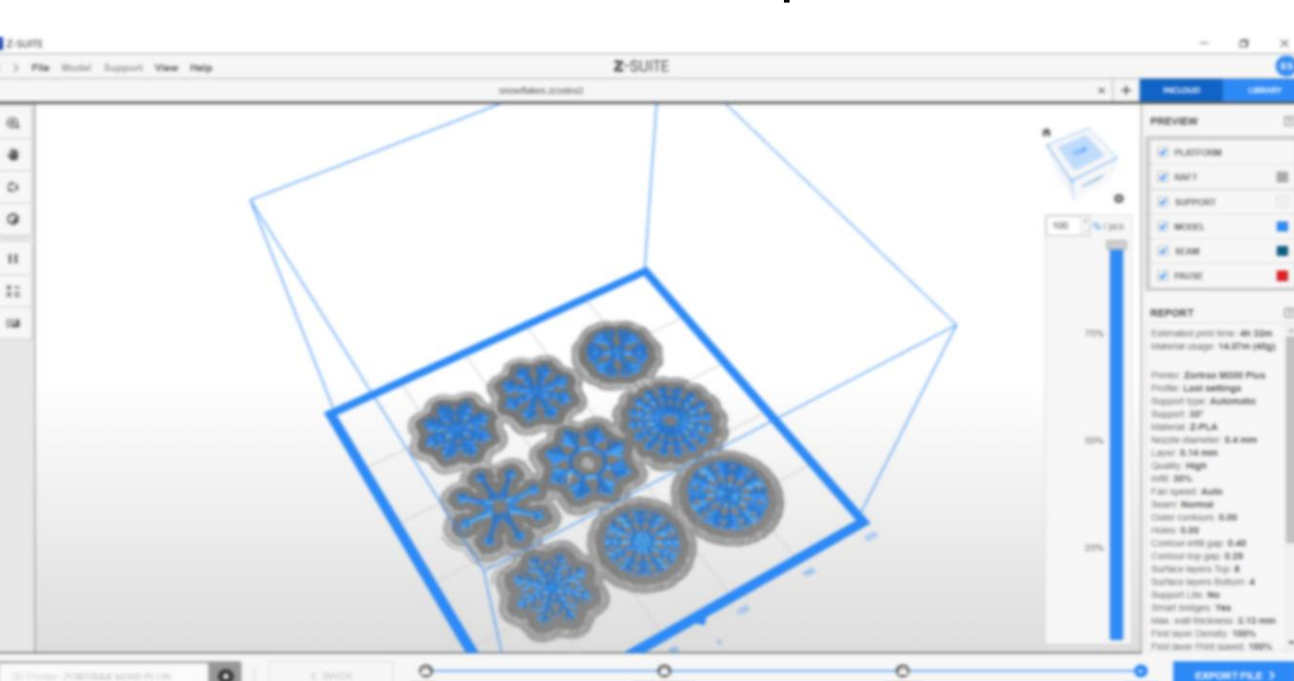 Z-SUITE
File Model Support View Help
Z-SUITE
snowflakes.zcodex2
INCLOUD LIBRARY
PREVIEW
PLATFORM
RAFT
SUPPORT
MODEL
SEAM
PAUSE
100 % / pcs
75%
50%
25%
REPORT
Estimated print time: 4h 33m
Material usage: 14.07m (40g)
Printer: Zortrax M200 Plus
Profile: Last settings
Support type: Automatic
Support: 30°
Material: Z-PLA
Nozzle diameter: 0.4 mm
Layer: 0.14 mm
Quality: High
Infill: 30%
Fan speed: Auto
Seam: Normal
Outer contours: 0.00
Holes: 0.00
Contour-infill gap: 0.40
Contour-top gap: 0.25
Surface layers Top: 8
Surface layers Bottom: 4
Support Lite: No
Smart bridges: Yes
Max. wall thickness: 3.12 mm
First layer Density: 100%
First layer Print speed: 100%
BACK
EXPORT FILE